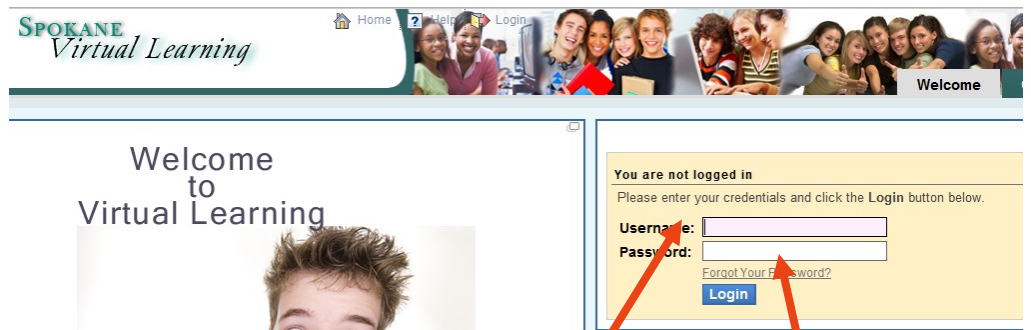 SPOKANE
Virtual Learning
Home ? Help Login
Welcome
Welcome
to
Virtual Learning
You are not logged in
Please enter your credentials and click the Login button below.
Username:
Password:
Forgot Your Password?
Login